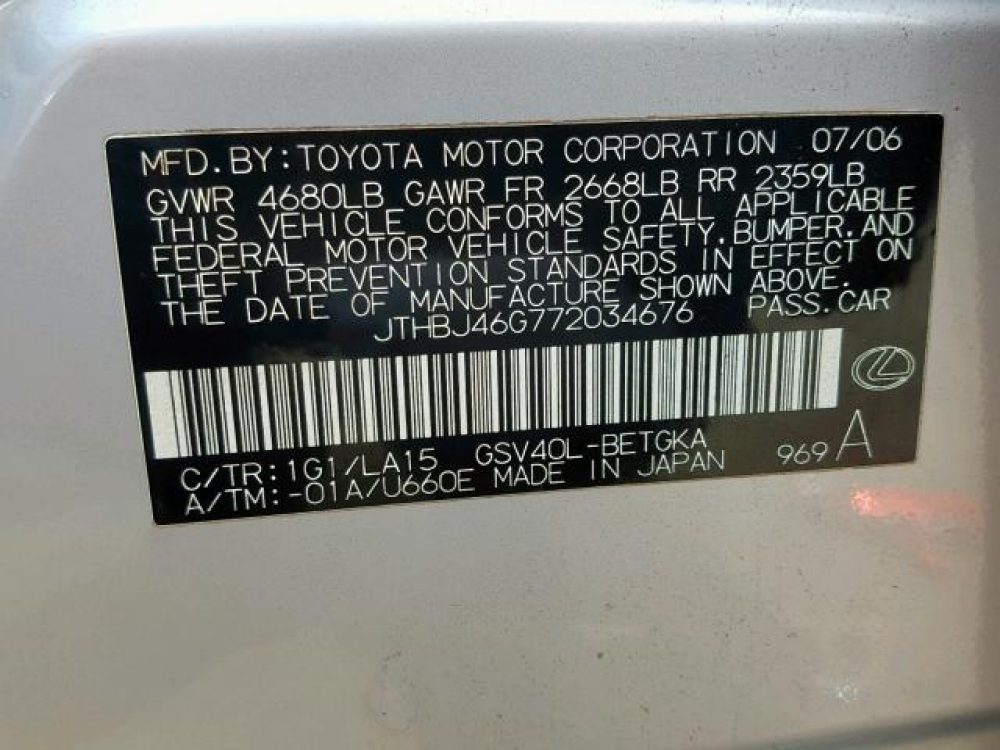 MFD. BY: TOYOTA MOTOR CORPORATION 07/06
GVWR 4680LB GAWR FR 2668LB RR 2359LB
THIS VEHICLE CONFORMS TO ALL APPLICABLE
FEDERAL MOTOR VEHICLE SAFETY, BUMPER, AND
THEFT PREVENTION STANDARDS IN EFFECT ON
THE DATE OF MANUFACTURE SHOWN ABOVE.
JTHBJ46G772034676 PASS. CAR
C/TR: 1G1/LA15 GSV40L-BETGKA
A/TM: -01A/U660E MADE IN JAPAN 969 A